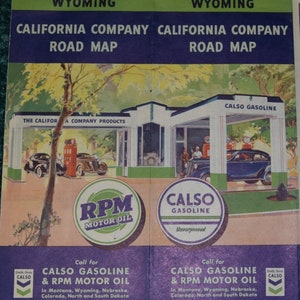 WYOMING
CALIFORNIA COMPANY
ROAD MAP
WYOMING
CALIFORNIA COMPANY
ROAD MAP
THE CALIFORNIA COMPANY PRODUCTS
CALSO GASOLINE
RPM
MOTOR OIL
CALSO
GASOLINE
Unsurpassed
Call for
CALSO GASOLINE
& RPM MOTOR OIL
in Montana, Wyoming, Nebraska,
Colorado, North and South Dakota
CALSO
Call for
CALSO GASOLINE
& RPM MOTOR OIL
in Montana, Wyoming, Nebraska,
Colorado, North and South Dakota
CALSO